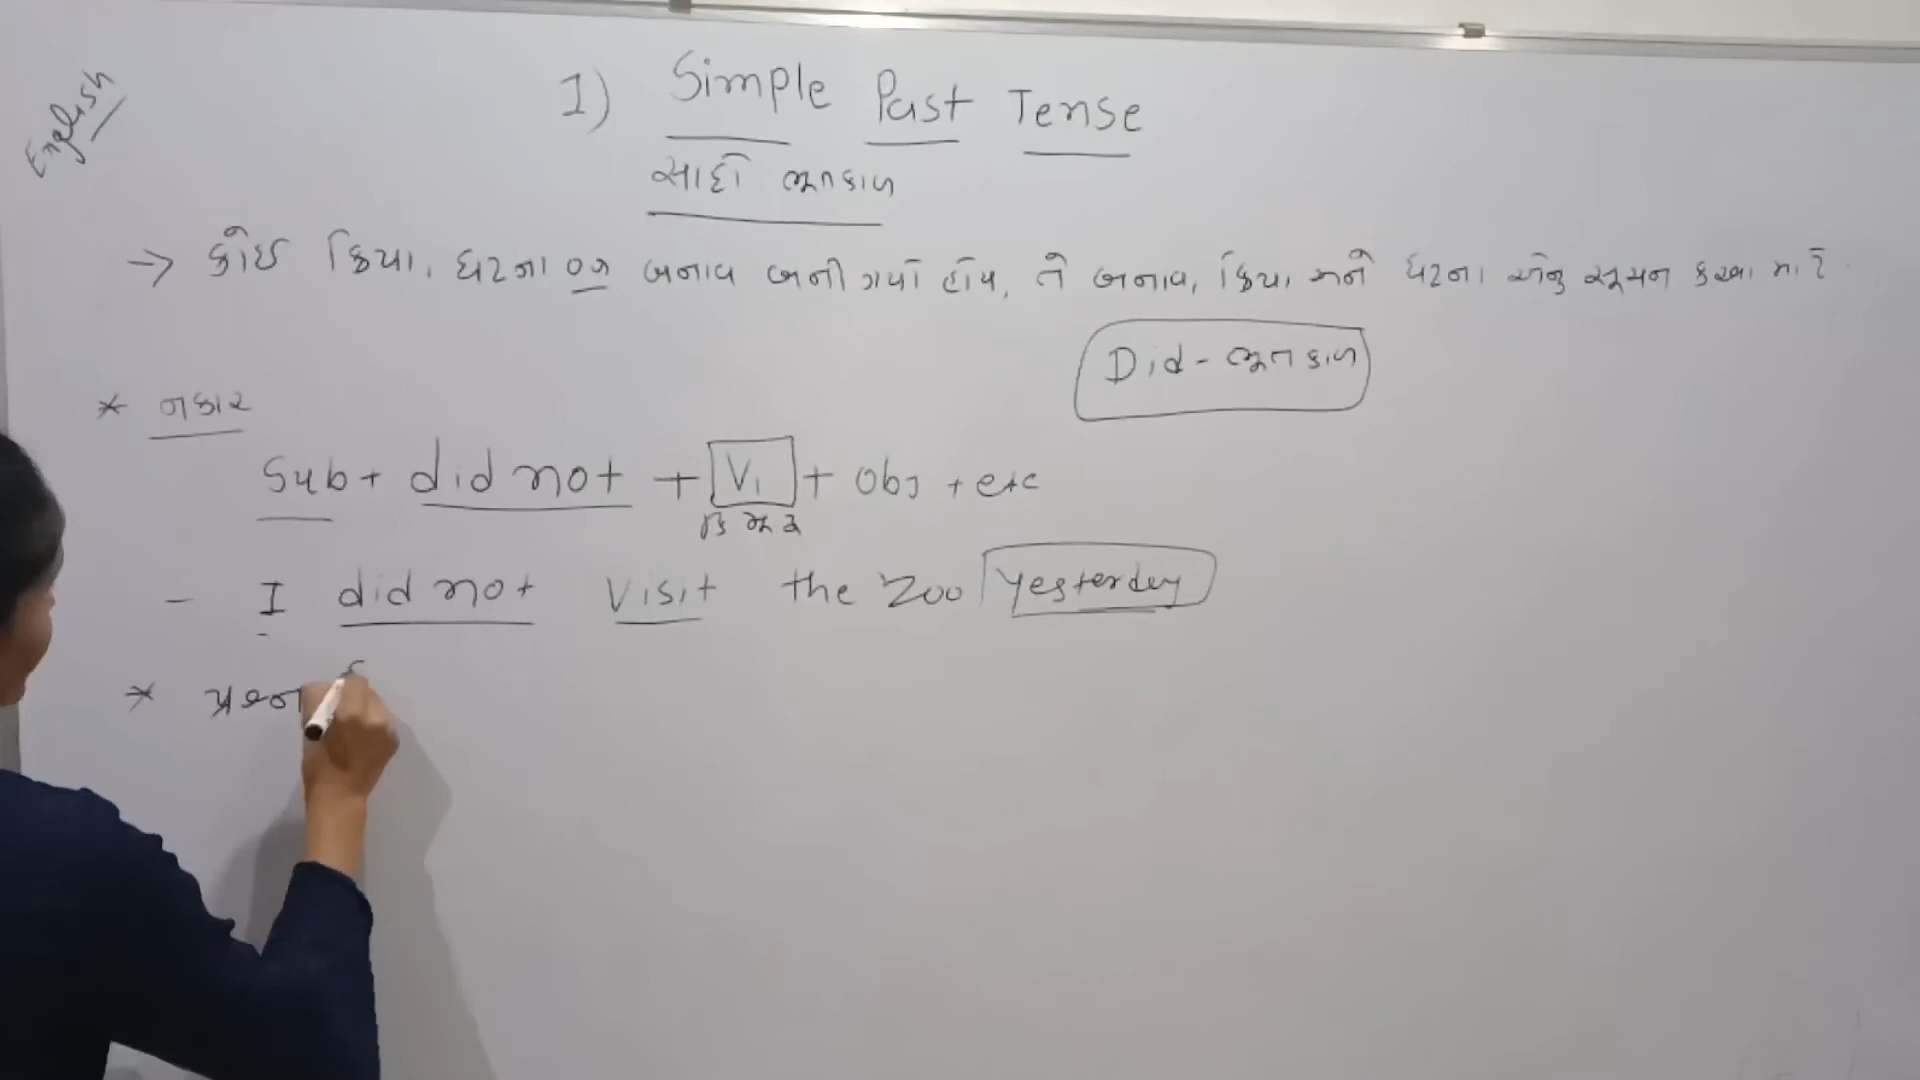 English
1) Simple Past Tense
સાદો ભૂતકાળ
→ કોઈ ક્રિયા, ઘટના બનાવ બની ગયો હોય, તે બનાવ, ક્રિયા, અને ઘટના એનુ સૂચન કરવા માટે
Did - ભૂતકાળ
* નકાર
Sub + did not + V1 + Obj + etc
- I did not Visit the Zoo Yesterday
* પ્રશ્ન